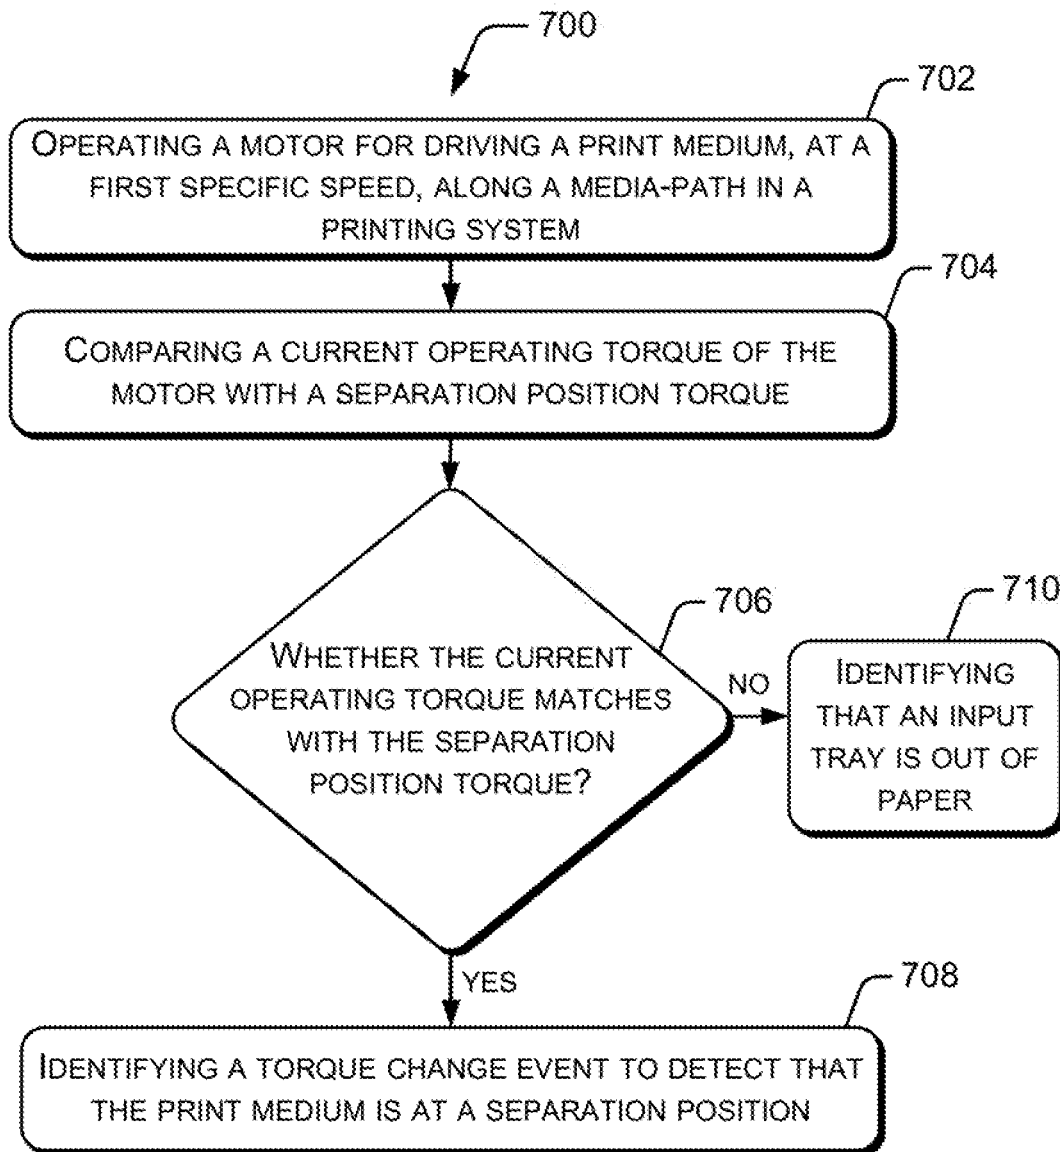 700
702
OPERATING A MOTOR FOR DRIVING A PRINT MEDIUM, AT A
FIRST SPECIFIC SPEED, ALONG A MEDIA-PATH IN A
PRINTING SYSTEM
704
COMPARING A CURRENT OPERATING TORQUE OF THE
MOTOR WITH A SEPARATION POSITION TORQUE
706
WHETHER THE CURRENT
OPERATING TORQUE MATCHES
WITH THE SEPARATION
POSITION TORQUE?
NO
710
IDENTIFYING
THAT AN INPUT
TRAY IS OUT OF
PAPER
YES
708
IDENTIFYING A TORQUE CHANGE EVENT TO DETECT THAT
THE PRINT MEDIUM IS AT A SEPARATION POSITION